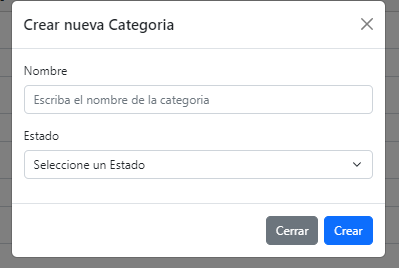 Crear nueva Categoria
Nombre
Escriba el nombre de la categoria
Estado
Seleccione un Estado
Cerrar
Crear